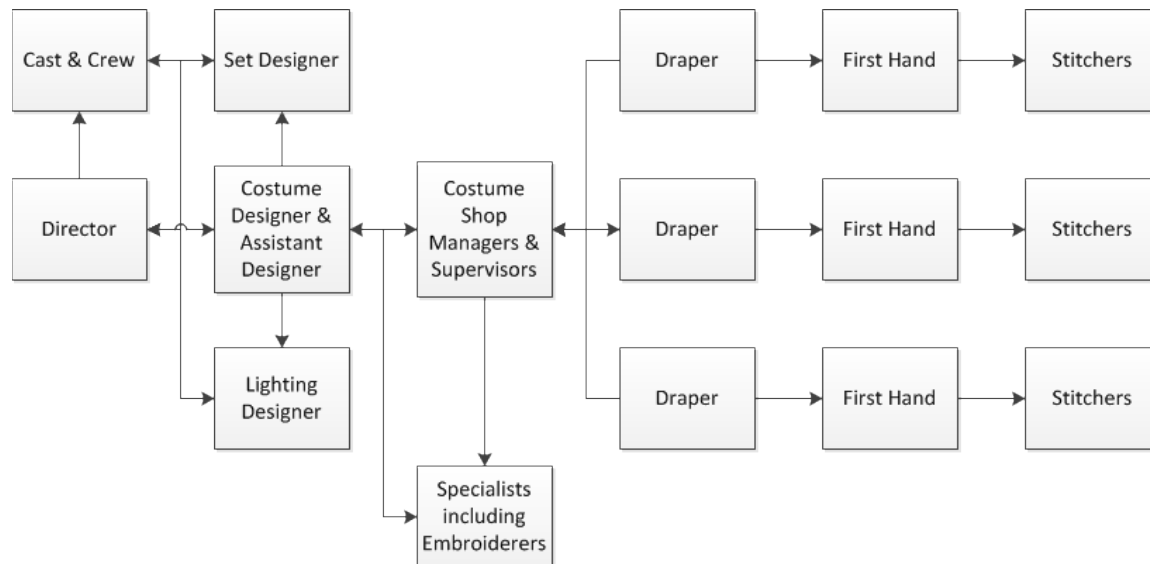 Cast & Crew
Set Designer
Draper
First Hand
Stitchers
Director
Costume
Designer &
Assistant
Designer
Costume
Shop
Managers &
Supervisors
Draper
First Hand
Stitchers
Lighting
Designer
Draper
First Hand
Stitchers
Specialists
including
Embroiderers